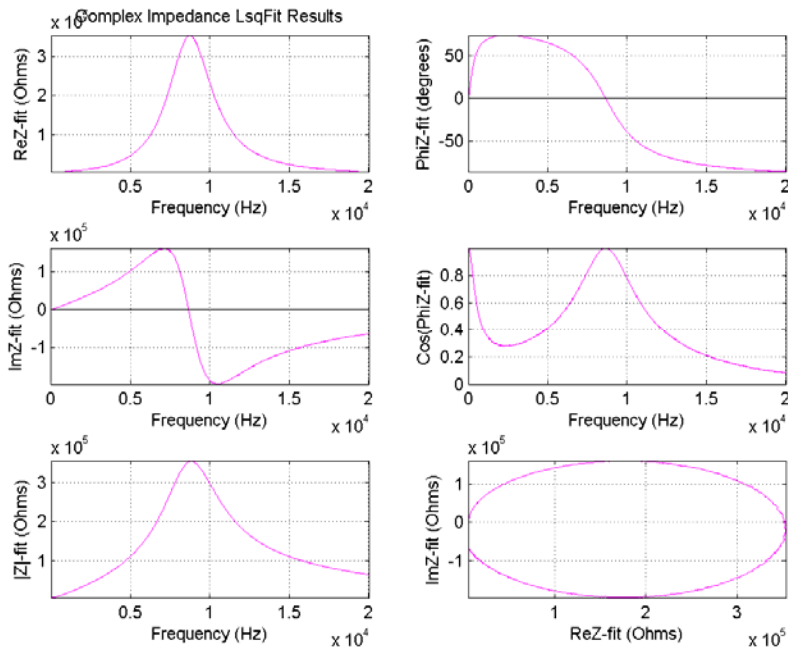 Complex Impedance LsqFit Results
x 10
3
2
1
ReZ-fit (Ohms)
0.5 1 1.5 2
Frequency (Hz)
x 10^4
50
0
-50
PhiZ-fit (degrees)
0 0.5 1 1.5 2
Frequency (Hz)
x 10^4
x 10^5
1
0
-1
ImZ-fit (Ohms)
0 0.5 1 1.5 2
Frequency (Hz)
x 10^4
0.8
0.6
0.4
0.2
0
Cos(PhiZ-fit)
0 0.5 1 1.5 2
Frequency (Hz)
x 10^4
x 10^5
3
2
1
|Z|-fit (Ohms)
0.5 1 1.5 2
Frequency (Hz)
x 10^4
x 10^5
1
0
-1
ImZ-fit (Ohms)
1 2 3
ReZ-fit (Ohms)
x 10^5